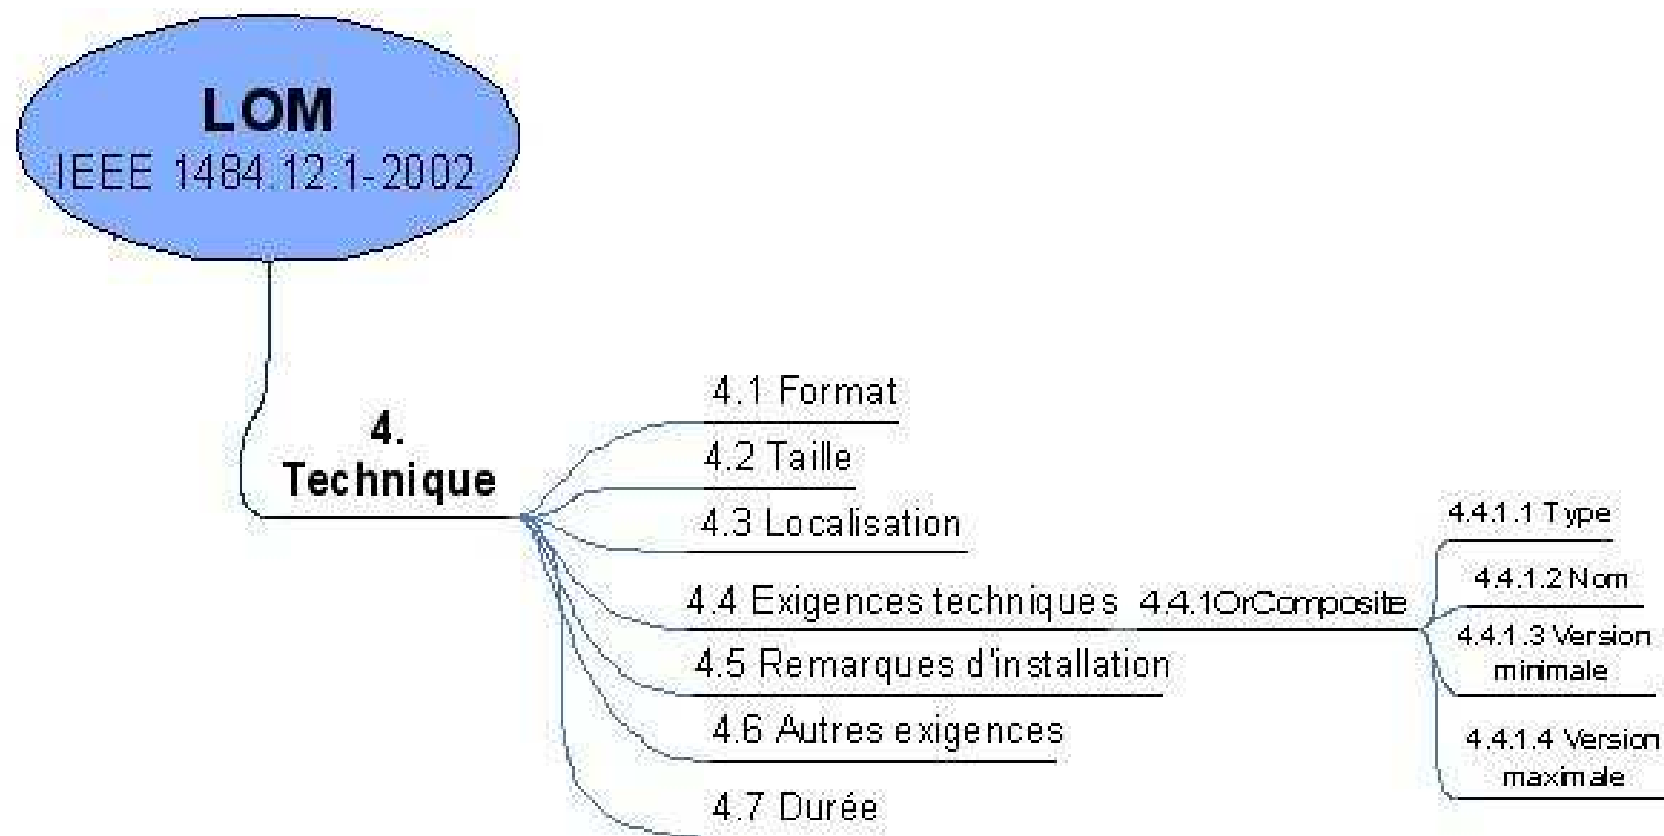 LOM
IEEE 1484.12.1-2002
4.
Technique
4.1 Format
4.2 Taille
4.3 Localisation
4.4 Exigences techniques 4.4.1OrComposite
4.4.1.1 Type
4.4.1.2 Nom
4.4.1.3 Version
minimale
4.4.1.4 Version
maximale
4.5 Remarques d'installation
4.6 Autres exigences
4.7 Durée